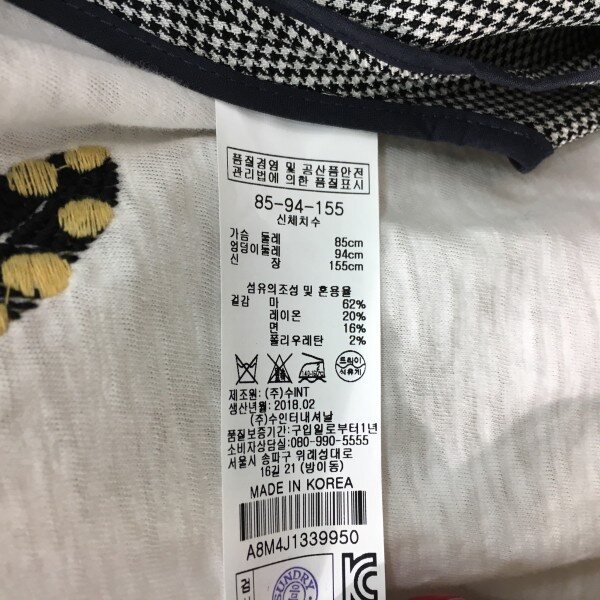 품질경영 및 공산품안전
관리법에 의한 품질표시
85-94-155
신체치수
가슴 둘레 85cm
엉덩이둘레 94cm
신 장 155cm
섬유의조성 및 혼용율
겉감 마 62%
레이온 20%
면 16%
폴리우레탄 2%
드라이
제조원: (주)수INT
생산년월: 2018.02
(주)수인터내셔날
품질보증기간: 구입일로부터1년
소비자상담실: 080-990-5555
서울시 송파구 위례성대로
16길 21 (방이동)
MADE IN KOREA
A8M4J1339950
SUNDRY